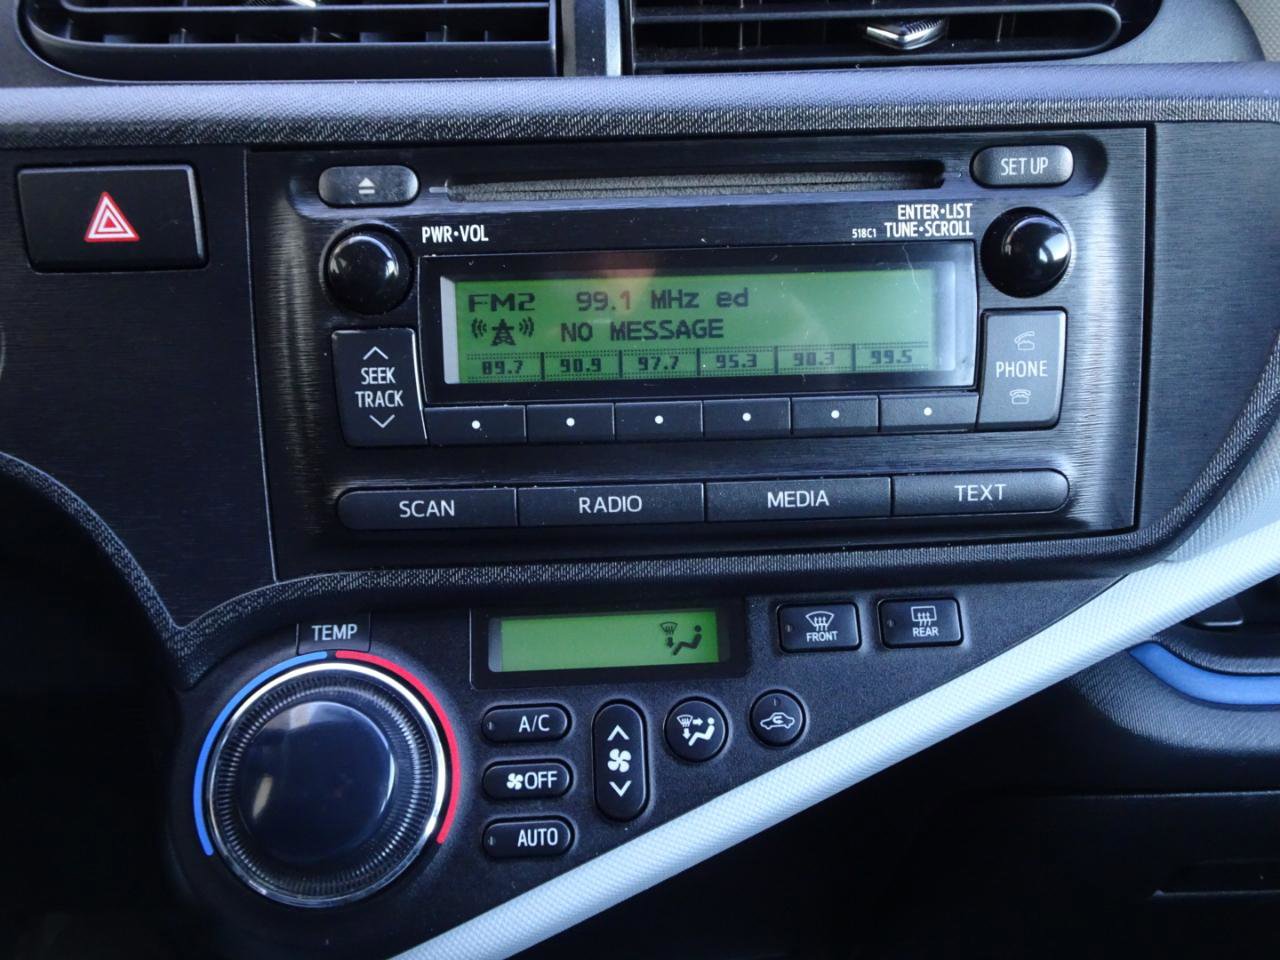 SET UP
PWR•VOL
ENTER•LIST
518C1 TUNE•SCROLL
FM2 99.1 MHz ed
NO MESSAGE
89.7 90.9 97.7 95.3 90.3 99.5
SEEK
TRACK
PHONE
SCAN RADIO MEDIA TEXT
TEMP
FRONT
REAR
A/C
OFF
AUTO